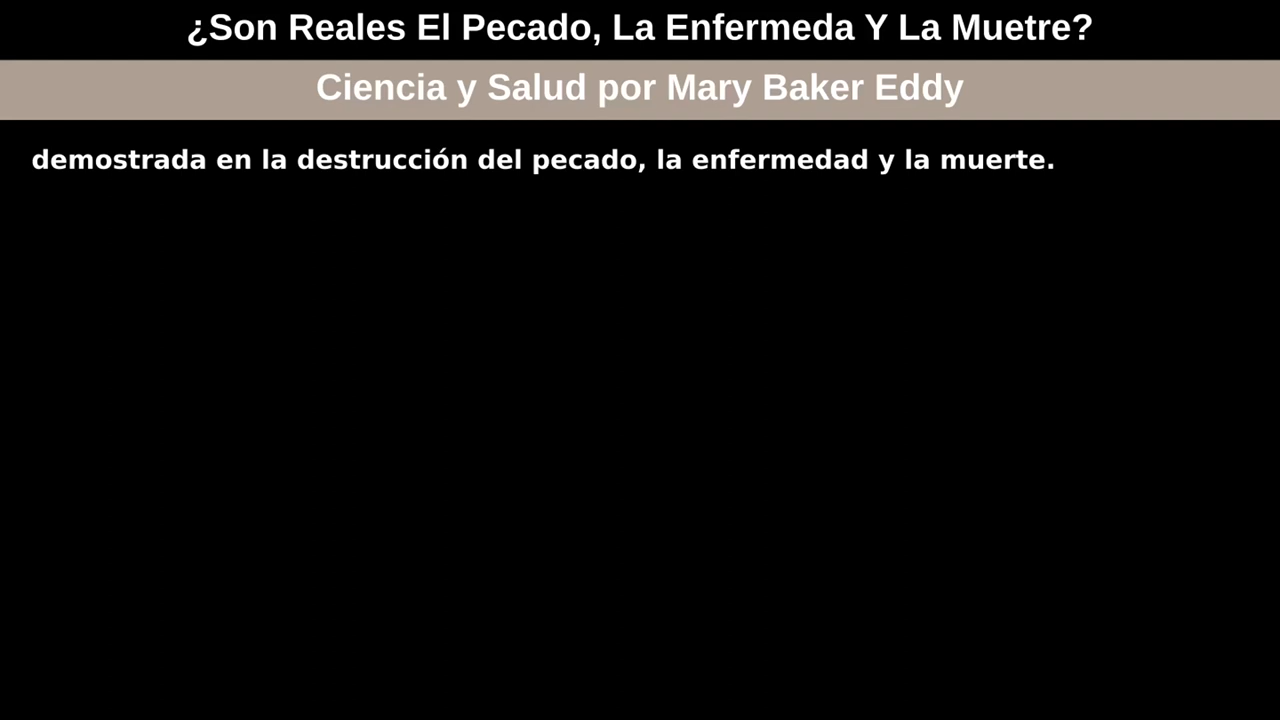 ¿Son Reales El Pecado, La Enfermeda Y La Muetre?
Ciencia y Salud por Mary Baker Eddy
demostrada en la destrucción del pecado, la enfermedad y la muerte.